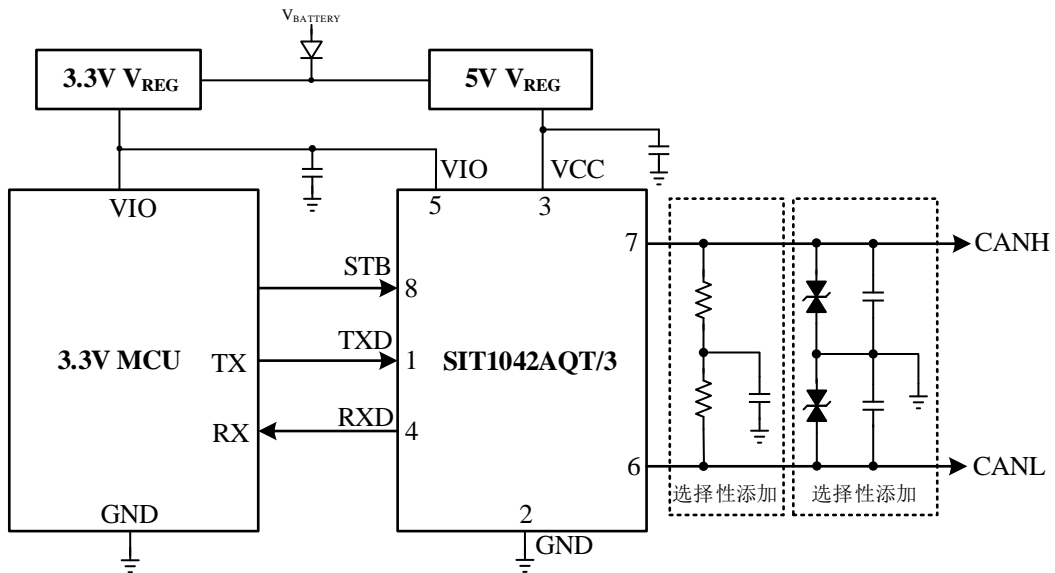 VBATTERY
3.3V VREG
5V VREG
VIO
VCC
5
3
VIO
7
CANH
STB
8
TXD
3.3V MCU
TX
1
SIT1042AQT/3
RXD
RX
4
6
CANL
选择性添加
选择性添加
GND
2
GND